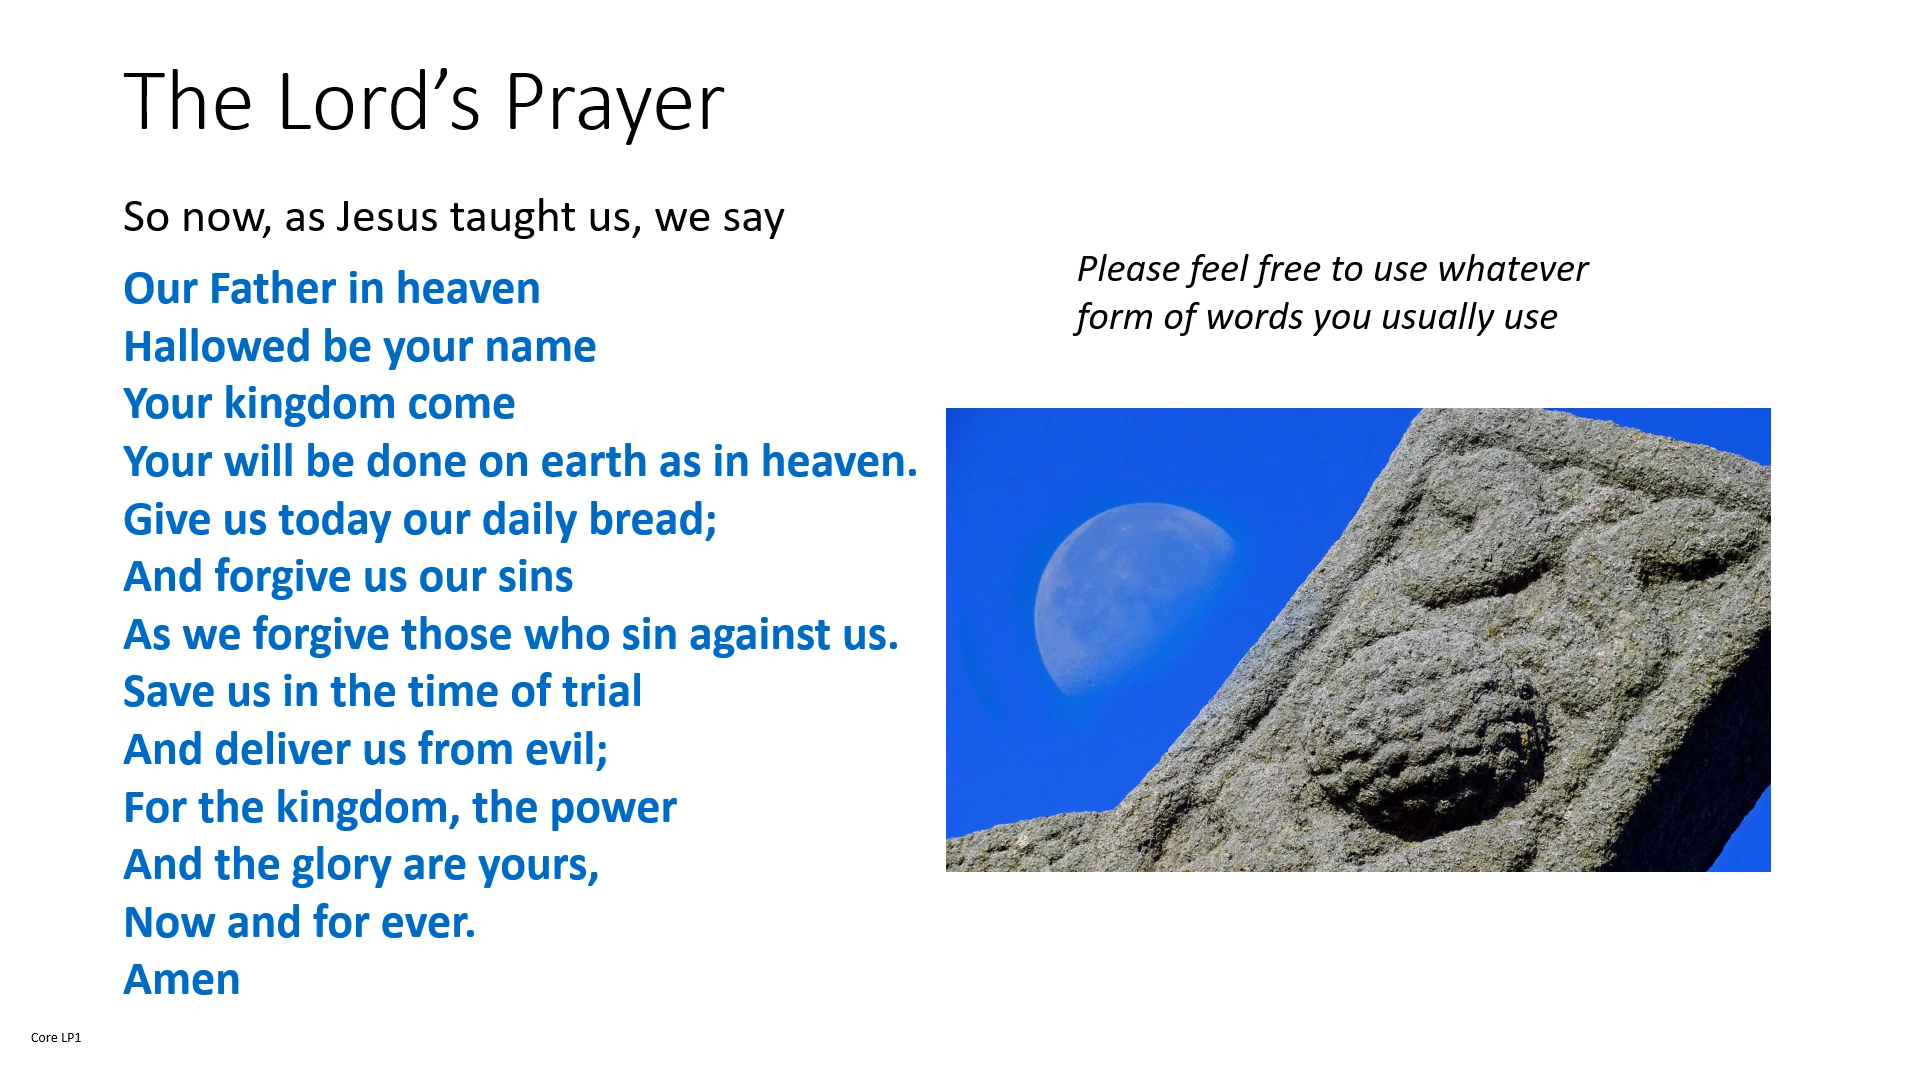 The Lord’s Prayer
So now, as Jesus taught us, we say
Our Father in heaven
Hallowed be your name
Your kingdom come
Your will be done on earth as in heaven.
Give us today our daily bread;
And forgive us our sins
As we forgive those who sin against us.
Save us in the time of trial
And deliver us from evil;
For the kingdom, the power
And the glory are yours,
Now and for ever.
Amen
Please feel free to use whatever
form of words you usually use
Core LP1